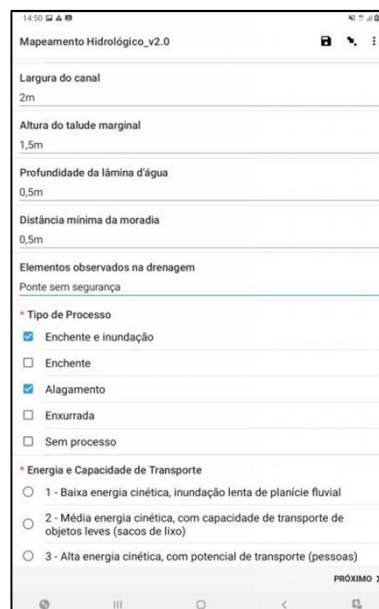 14:50
Mapeamento Hidrológico_v2.0
Largura do canal
2m
Altura do talude marginal
1,5m
Profundidade da lâmina d'água
0,5m
Distância mínima da moradia
0,5m
Elementos observados na drenagem
Ponte sem segurança
* Tipo de Processo
Enchente e inundação
Enchente
Alagamento
Enxurrada
Sem processo
* Energia e Capacidade de Transporte
1 - Baixa energia cinética, inundação lenta de planície fluvial
2 - Média energia cinética, com capacidade de transporte de
objetos leves (sacos de lixo)
3 - Alta energia cinética, com potencial de transporte (pessoas)
PRÓXIMO